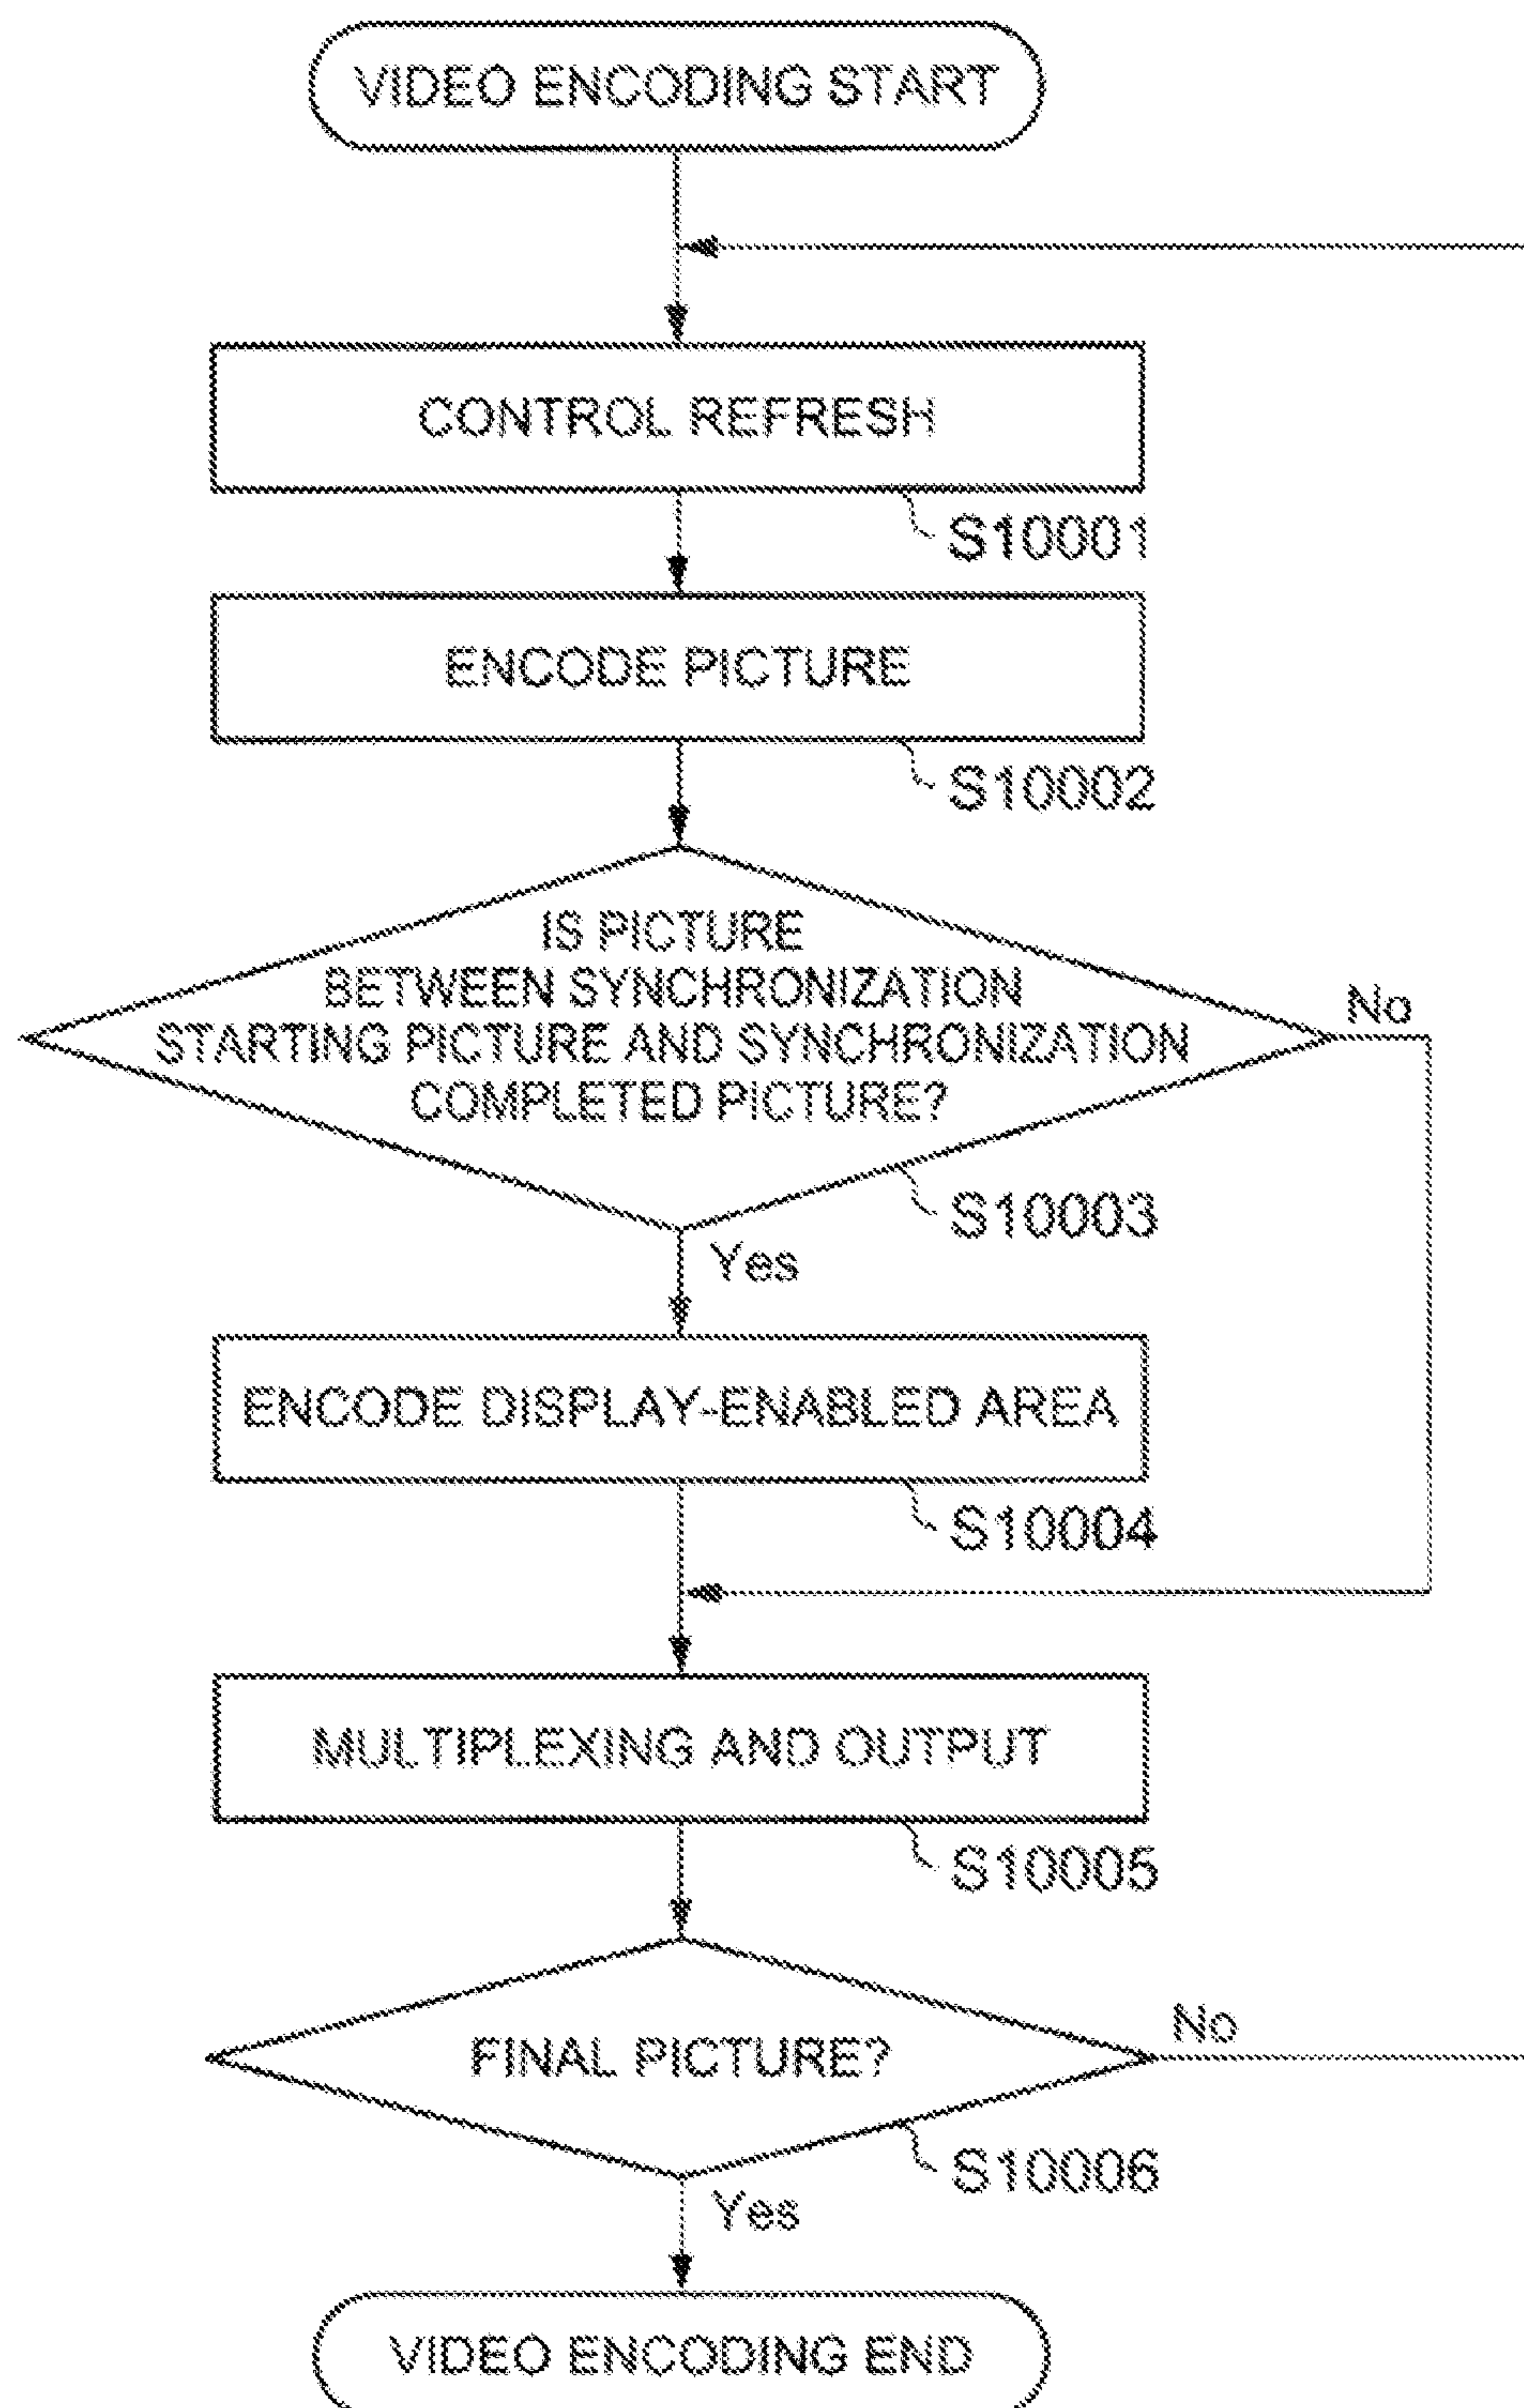 VIDEO ENCODING START
CONTROL REFRESH
S10001
ENCODE PICTURE
S10002
IS PICTURE
BETWEEN SYNCHRONIZATION
STARTING PICTURE AND SYNCHRONIZATION
COMPLETED PICTURE?
No
S10003
Yes
ENCODE DISPLAY-ENABLED AREA
S10004
MULTIPLEXING AND OUTPUT
S10005
FINAL PICTURE?
No
S10006
Yes
VIDEO ENCODING END